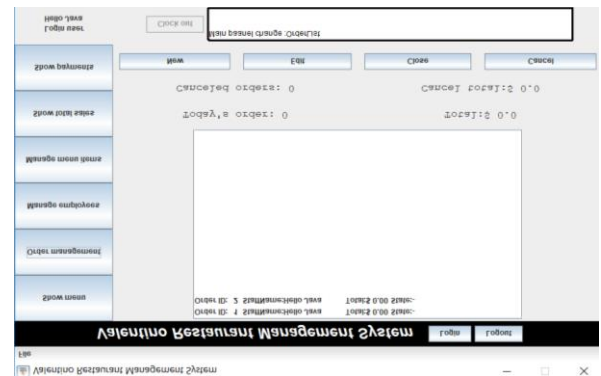 Valentino Restaurant Management System
File
Valentino Restaurant Management System
Login
Logout
Show menu
Order management
Manage employees
Manage menu items
Show total sales
Show payments
Order ID: 1 StaffName:Hello Java Total:$ 0.00 State:-
Order ID: 2 StaffName:Hello Java Total:$ 0.00 State:-
Today's order: 0
Total:$ 0.0
Canceled orders: 0
Cancel total:$ 0.0
New
Edit
Close
Cancel
Login user
Hello Java
Clock out
Main paanel change :OrderList